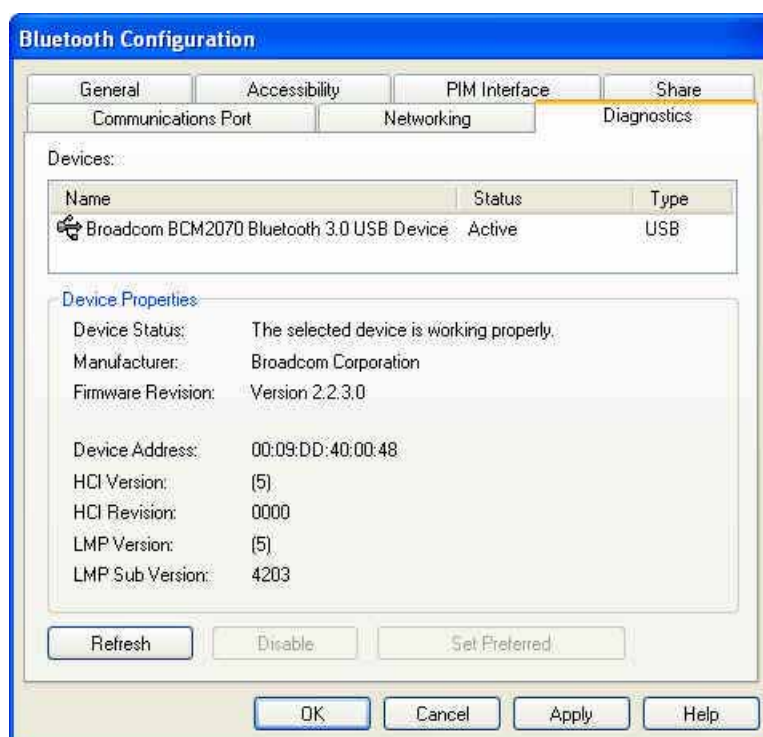 Bluetooth Configuration
General Accessibility PIM Interface Share
Communications Port Networking Diagnostics
Devices:
Name Status Type
Broadcom BCM2070 Bluetooth 3.0 USB Device Active USB
Device Properties
Device Status: The selected device is working properly.
Manufacturer: Broadcom Corporation
Firmware Revision: Version 2.2.3.0
Device Address: 00:09:DD:40:00:48
HCI Version: (5)
HCI Revision: 0000
LMP Version: (5)
LMP Sub Version: 4203
Refresh Disable Set Preferred
OK Cancel Apply Help